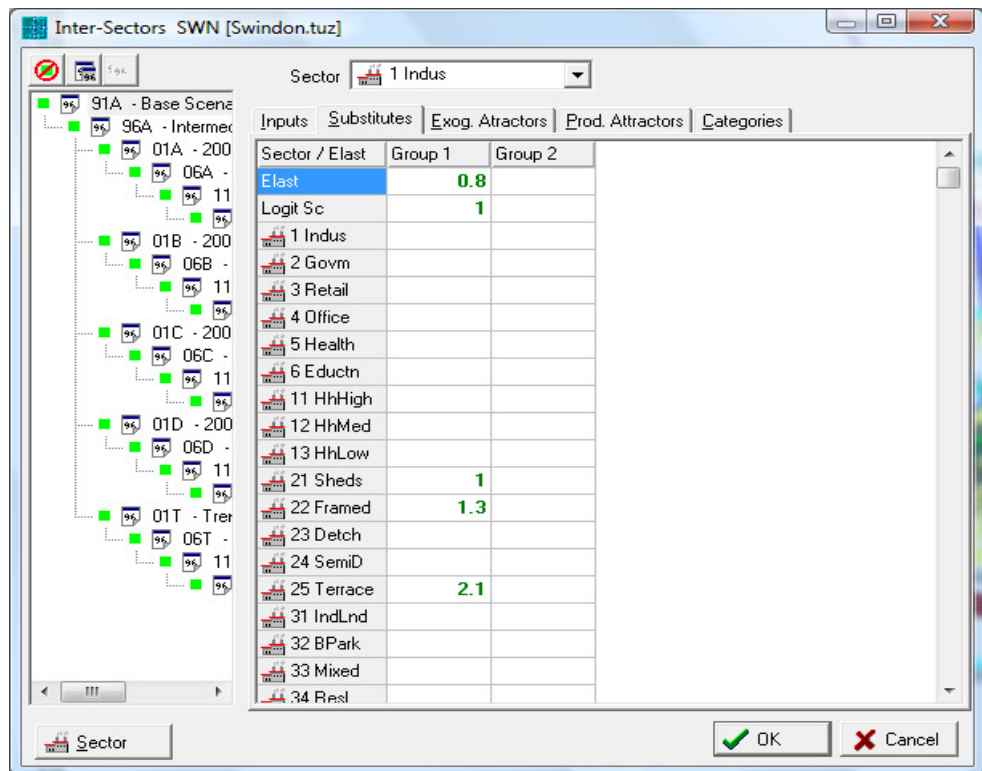 Inter-Sectors SWN [Swindon.tuz]
Sector 1 Indus
91A - Base Scena
96A - Intermed
01A - 200
06A -
11
01B - 200
06B -
11
01C - 200
06C -
11
01D - 200
06D -
11
01T - Tren
06T -
11
Inputs Substitutes Exog. Atractors Prod. Attractors Categories
Sector / Elast Group 1 Group 2
Elast 0.8
Logit Sc 1
1 Indus
2 Govm
3 Retail
4 Office
5 Health
6 Eductn
11 HhHigh
12 HhMed
13 HhLow
21 Sheds 1
22 Framed 1.3
23 Detch
24 SemiD
25 Terrace 2.1
31 IndLnd
32 BPark
33 Mixed
34 Resl
Sector OK Cancel